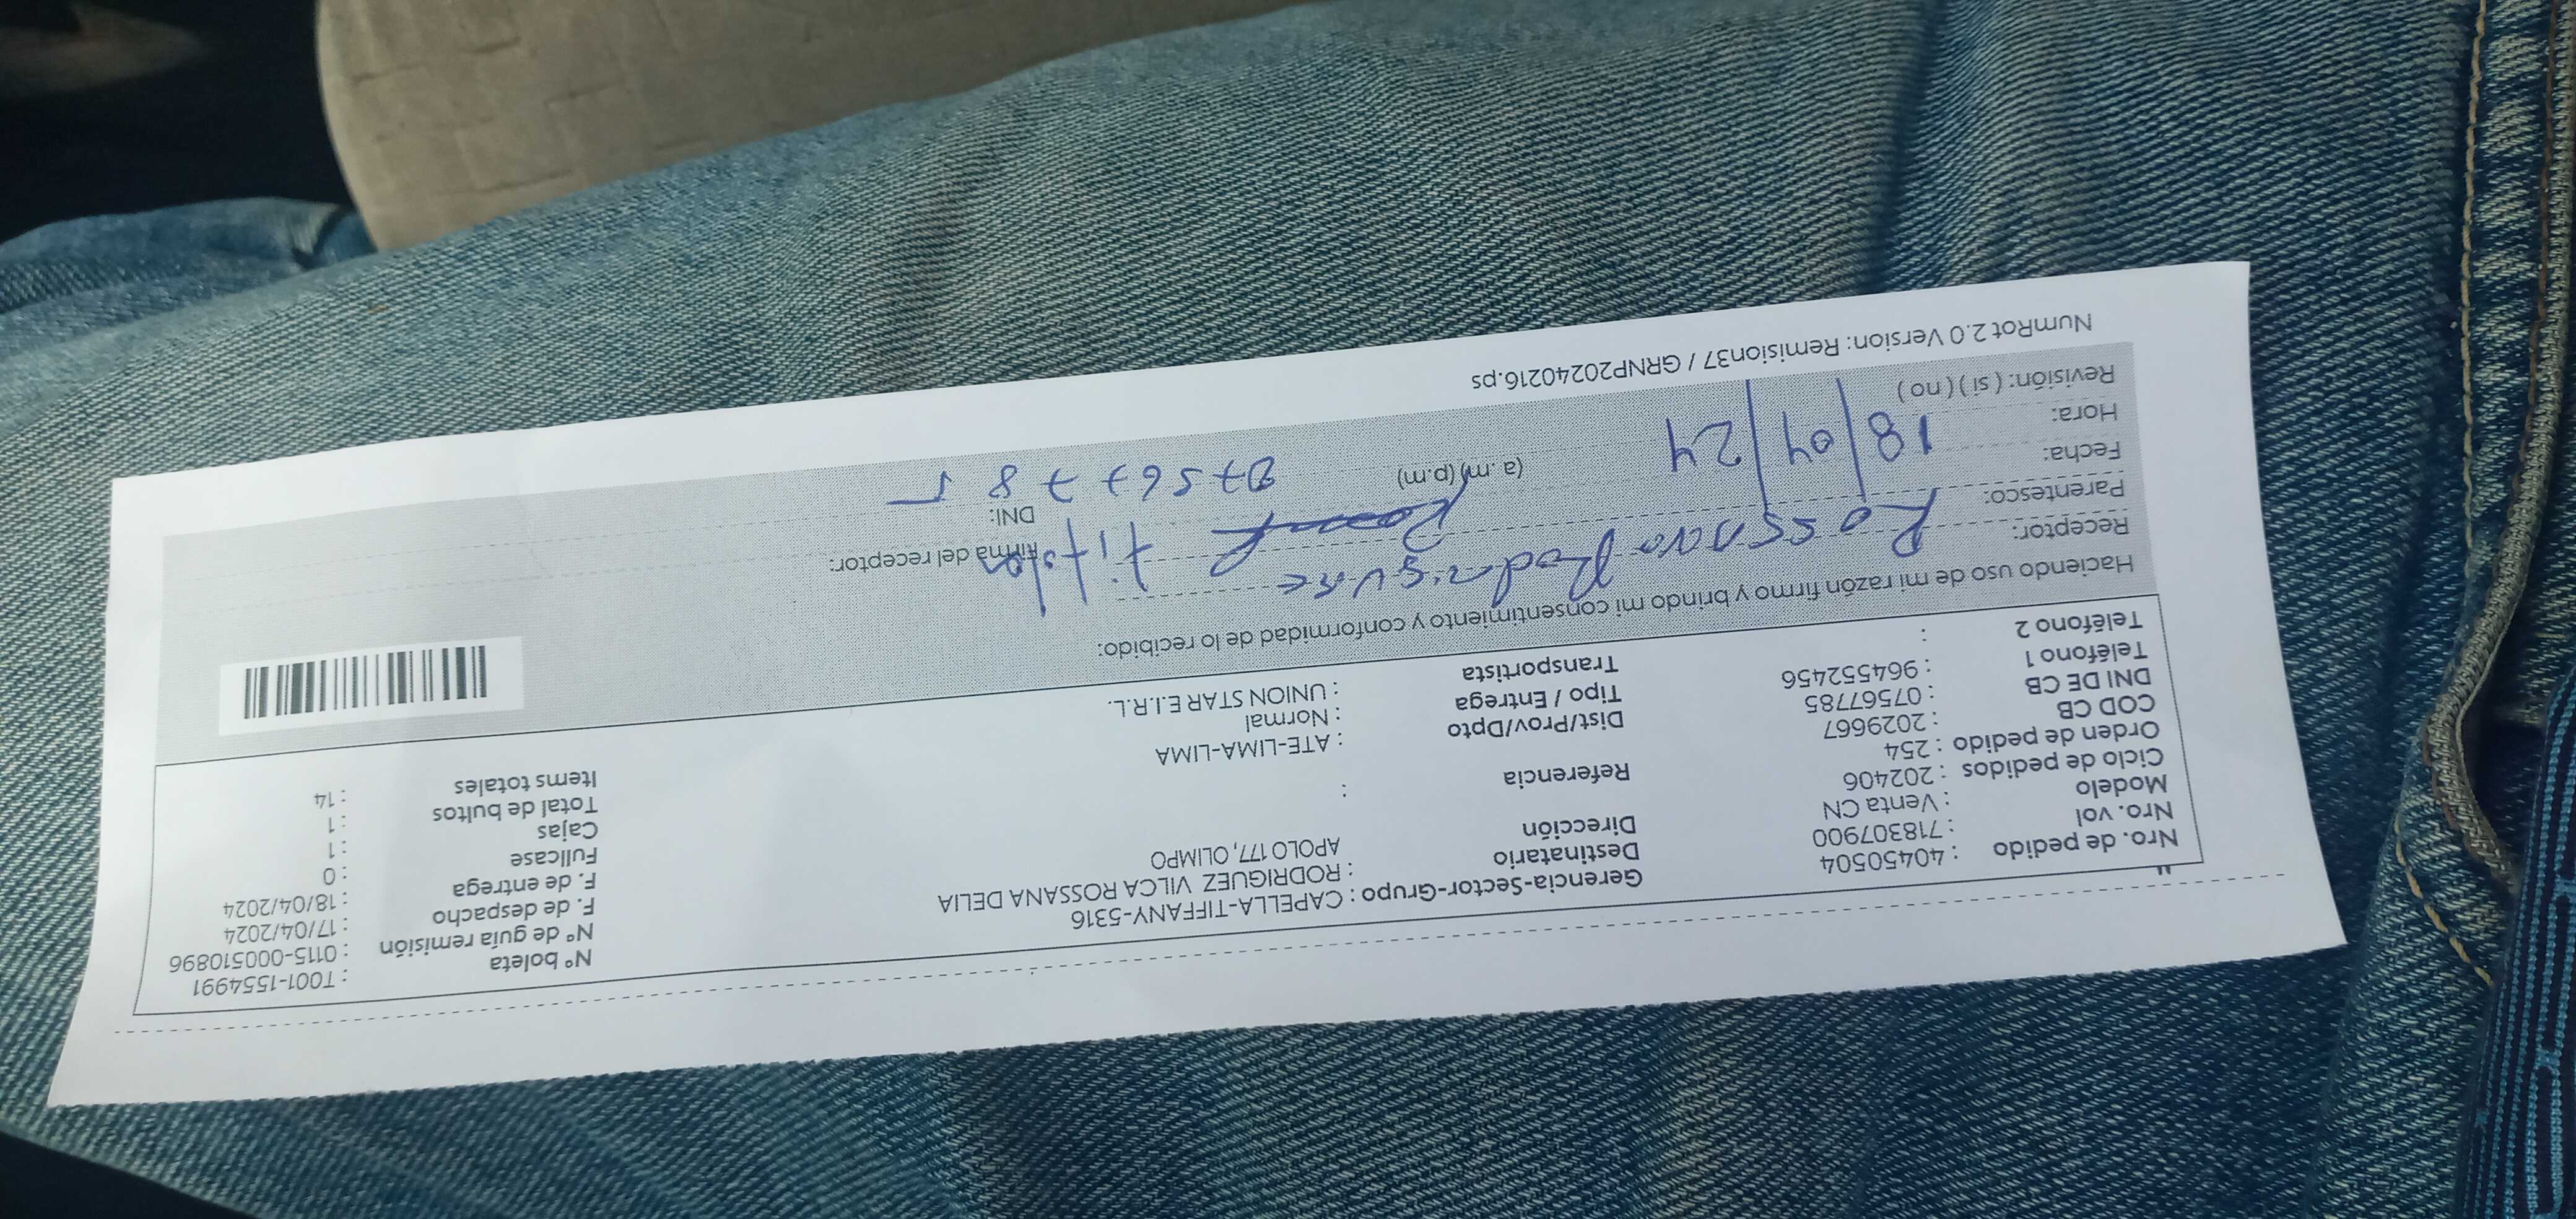 Nro. de pedido : 40450504
Nro. vol : 718307900
Modelo : Venta CN
Ciclo de pedidos : 202406
Orden de pedido : 254
COD CB : 2029667
DNI DE CB : 07567785
Teléfono 1 : 964552456
Teléfono 2 :
Gerencia-Sector-Grupo : CAPELLA-TIFFANY-5316
Destinatario : RODRIGUEZ VILCA ROSSANA DELIA
Dirección APOLO 177, OLIMPO
Referencia :
Dist/Prov/Dpto : ATE-LIMA-LIMA
Tipo / Entrega : Normal
Transportista : UNION STAR E.I.R.L.
N° boleta : T001-1554991
N° de guía remisión : 0115-000510896
F. de despacho : 17/04/2024
F. de entrega : 18/04/2024
Fullcase : 0
Cajas : 1
Total de bultos : 1
Items totales : 14
Haciendo uso de mi razón firmo y brindo mi consentimiento y conformidad de lo recibido:
Receptor: Rossana
Parentesco: Titular
Firma del receptor:
Fecha: 18/04/24
DNI: 07567785
Hora: (a. m) (p.m)
Revisión: ( si ) ( no )
NumRot 2.0 Version: Remision37 / GRNP20240216.ps